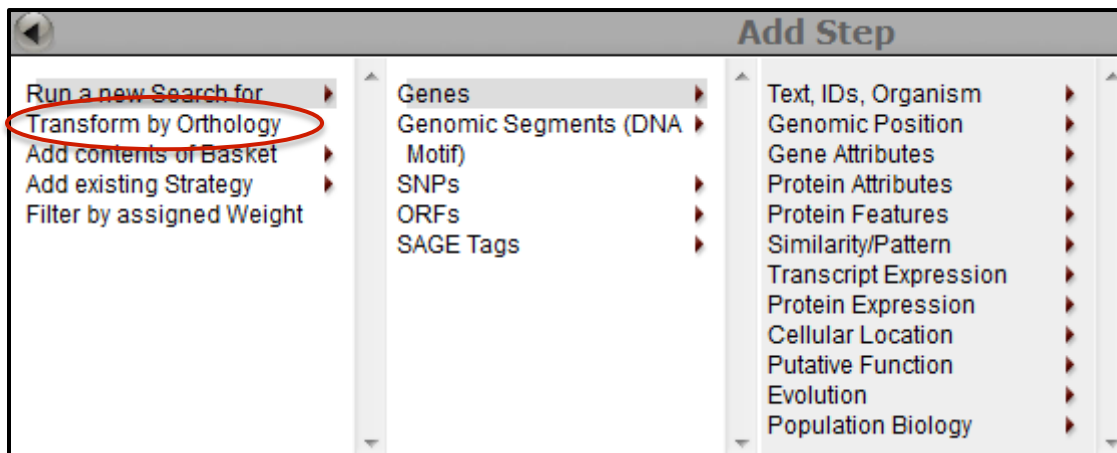 Add Step
Run a new Search for
Transform by Orthology
Add contents of Basket
Add existing Strategy
Filter by assigned Weight
Genes
Genomic Segments (DNA
Motif)
SNPs
ORFs
SAGE Tags
Text, IDs, Organism
Genomic Position
Gene Attributes
Protein Attributes
Protein Features
Similarity/Pattern
Transcript Expression
Protein Expression
Cellular Location
Putative Function
Evolution
Population Biology